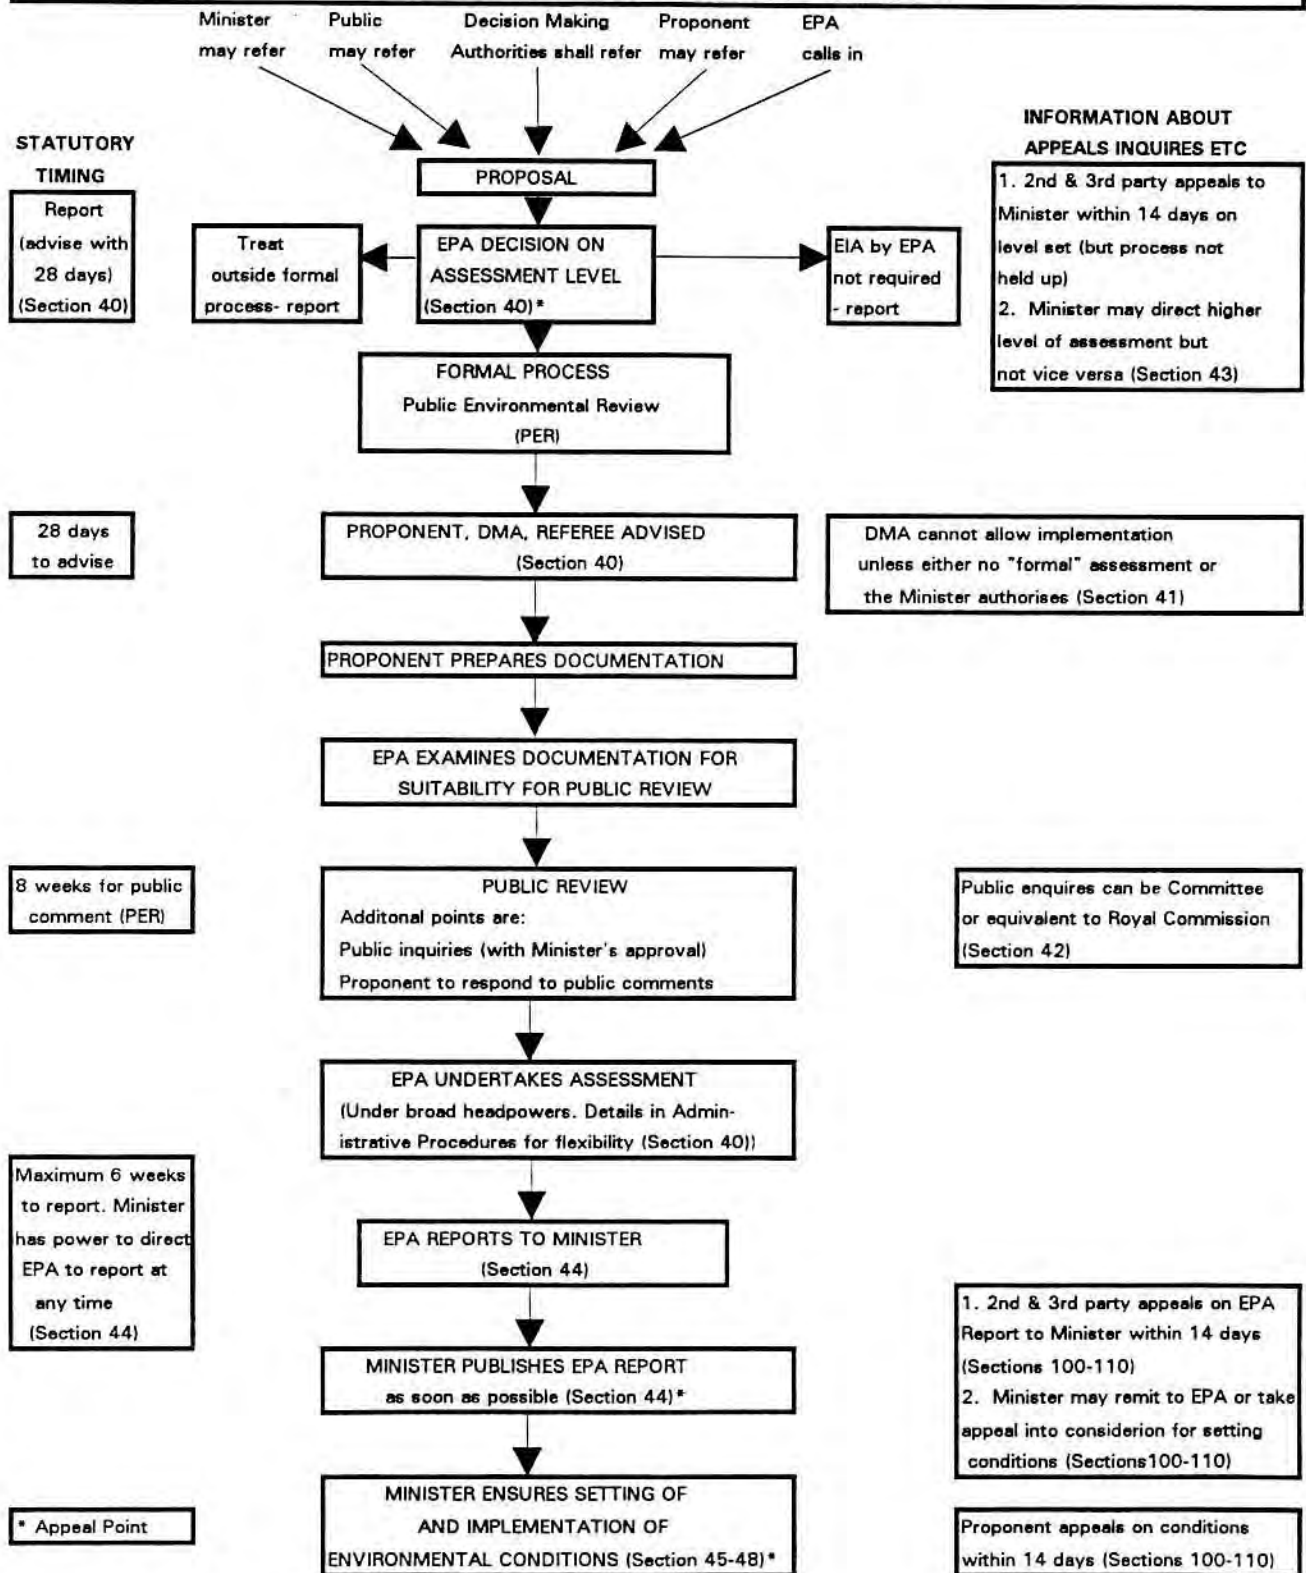 Minister
may refer
Public
may refer
Decision Making
Authorities shall refer
Proponent
may refer
EPA
calls in
STATUTORY
TIMING
INFORMATION ABOUT
APPEALS INQUIRES ETC
PROPOSAL
Report
(advise with
28 days)
(Section 40)
Treat
outside formal
process- report
EPA DECISION ON
ASSESSMENT LEVEL
(Section 40)*
EIA by EPA
not required
- report
1. 2nd & 3rd party appeals to
Minister within 14 days on
level set (but process not
held up)
2. Minister may direct higher
level of assessment but
not vice versa (Section 43)
FORMAL PROCESS
Public Environmental Review
(PER)
28 days
to advise
PROPONENT, DMA, REFEREE ADVISED
(Section 40)
DMA cannot allow implementation
unless either no "formal" assessment or
the Minister authorises (Section 41)
PROPONENT PREPARES DOCUMENTATION
EPA EXAMINES DOCUMENTATION FOR
SUITABILITY FOR PUBLIC REVIEW
8 weeks for public
comment (PER)
PUBLIC REVIEW
Additonal points are:
Public inquiries (with Minister's approval)
Proponent to respond to public comments
Public enquires can be Committee
or equivalent to Royal Commission
(Section 42)
EPA UNDERTAKES ASSESSMENT
(Under broad headpowers. Details in Admin-
istrative Procedures for flexibility (Section 40))
Maximum 6 weeks
to report. Minister
has power to direct
EPA to report at
any time
(Section 44)
EPA REPORTS TO MINISTER
(Section 44)
MINISTER PUBLISHES EPA REPORT
as soon as possible (Section 44)*
1. 2nd & 3rd party appeals on EPA
Report to Minister within 14 days
(Sections 100-110)
2. Minister may remit to EPA or take
appeal into considerion for setting
conditions (Sections100-110)
* Appeal Point
MINISTER ENSURES SETTING OF
AND IMPLEMENTATION OF
ENVIRONMENTAL CONDITIONS (Section 45-48)*
Proponent appeals on conditions
within 14 days (Sections 100-110)